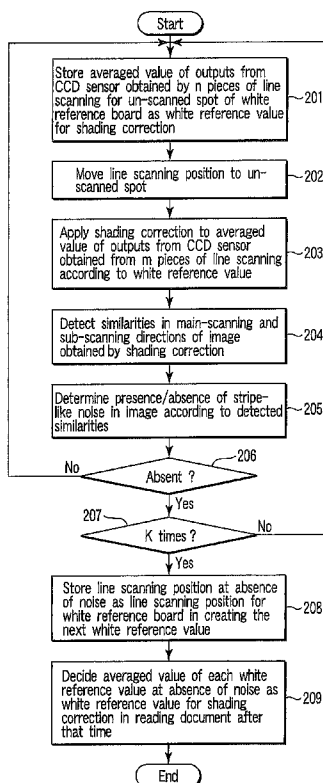 Start
Store averaged value of outputs from
CCD sensor obtained by n pieces of line
scanning for un-scanned spot of white
reference board as white reference value
for shading correction
201
Move line scanning position to un-
scanned spot
202
Apply shading correction to averaged
value of outputs from CCD sensor
obtained from m pieces of line scanning
according to white reference value
203
Detect similarities in main-scanning and
sub-scanning directions of image
obtained by shading correction
204
Determine presence/absence of stripe-
like noise in image according to detected
similarities
205
206
No
Absent ?
Yes
207
No
K times ?
Yes
Store line scanning position at absence
of noise as line scanning position for
white reference board in creating the
next white reference value
208
Decide averaged value of each white
reference value at absence of noise as
white reference value for shading
correction in reading document after
that time
209
End